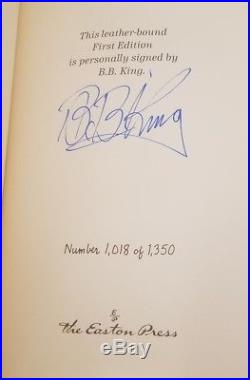 This leather-bound
First Edition
is personally signed by
B.B. King.
B.B. King
Number 1,018 of 1,350
EP
the Easton Press